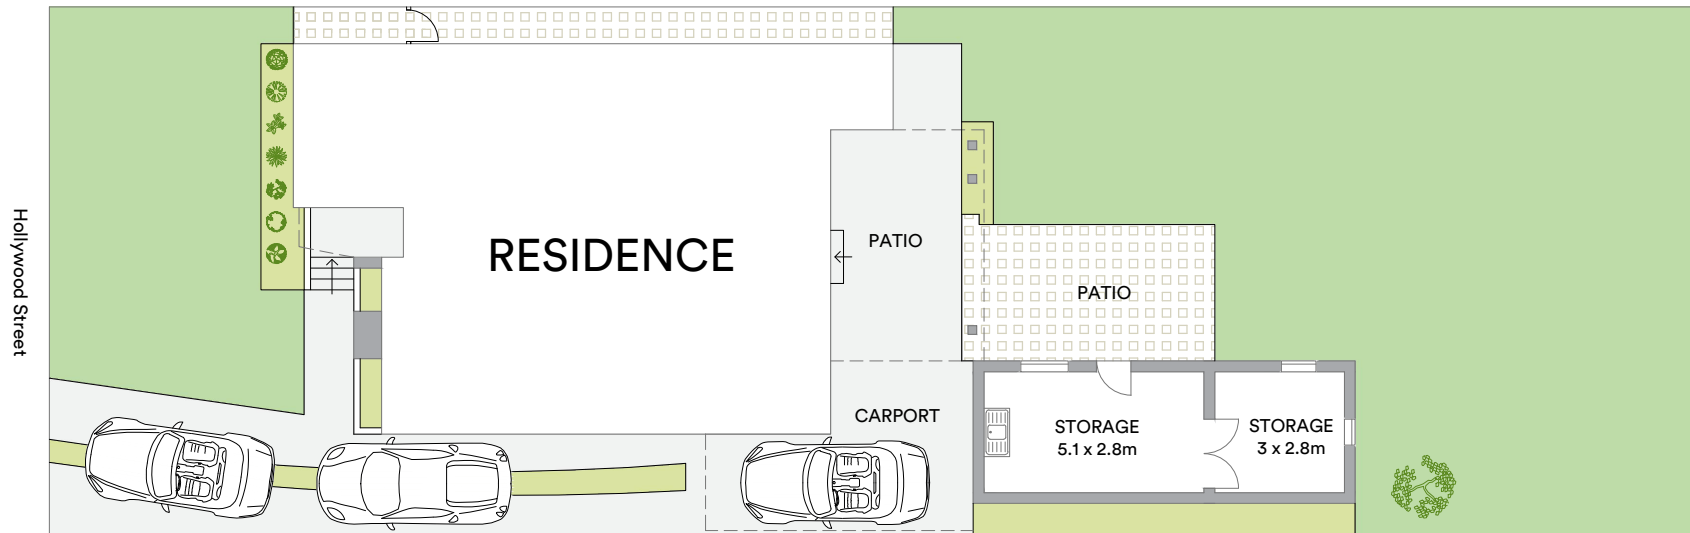 Hollywood Street
RESIDENCE
PATIO
PATIO
CARPORT
STORAGE
5.1 x 2.8m
STORAGE
3 x 2.8m